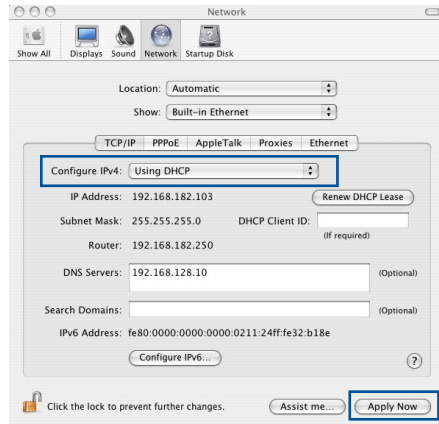 Network
Show All Displays Sound Network Startup Disk
Location: Automatic
Show: Built-in Ethernet
TCP/IP PPPoE AppleTalk Proxies Ethernet
Configure IPv4: Using DHCP
IP Address: 192.168.182.103 Renew DHCP Lease
Subnet Mask: 255.255.255.0 DHCP Client ID:
(If required)
Router: 192.168.182.250
DNS Servers: 192.168.128.10 (Optional)
Search Domains: (Optional)
IPv6 Address: fe80:0000:0000:0000:0211:24ff:fe32:b18e
Configure IPv6... ?
Click the lock to prevent further changes. Assist me... Apply Now